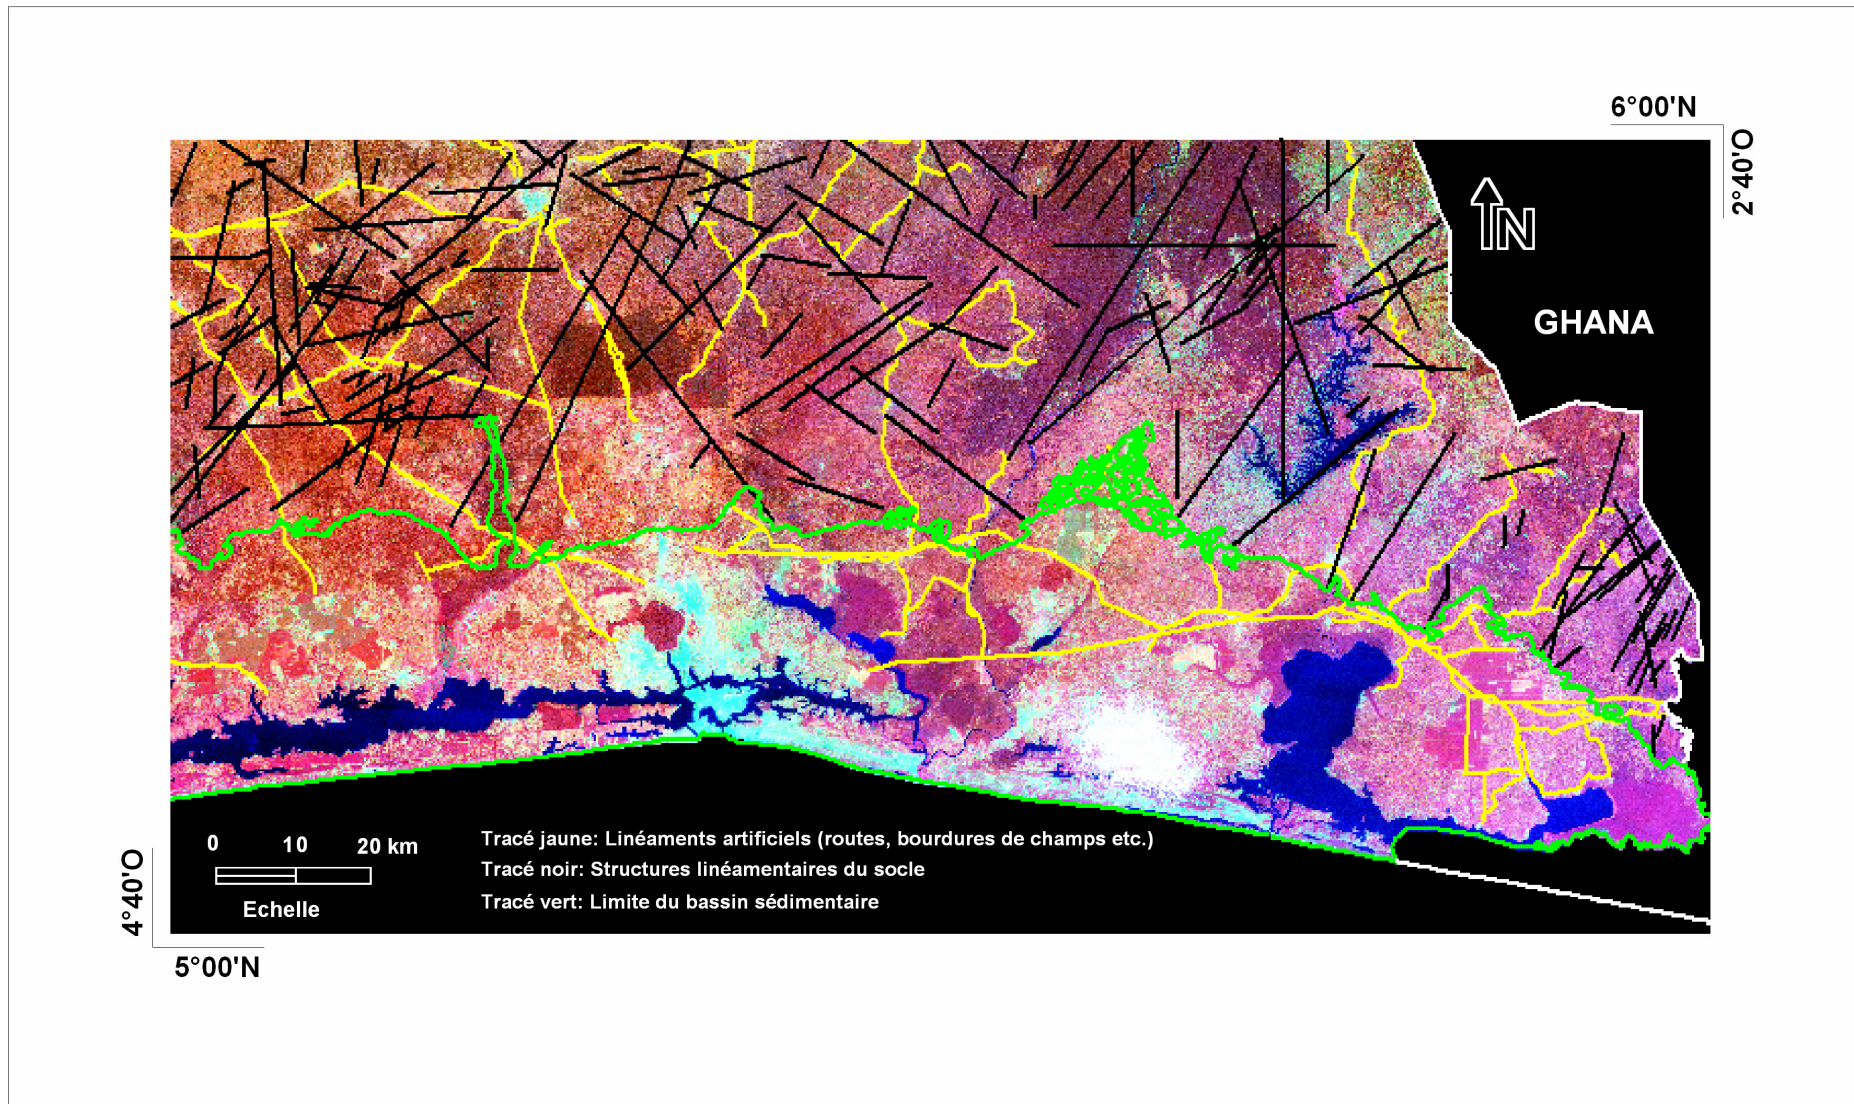 6°00'N
2°40'O
N
GHANA
0 10 20 km
Echelle
Tracé jaune: Linéaments artificiels (routes, bourdures de champs etc.)
Tracé noir: Structures linéamentaires du socle
Tracé vert: Limite du bassin sédimentaire
4°40'O
5°00'N